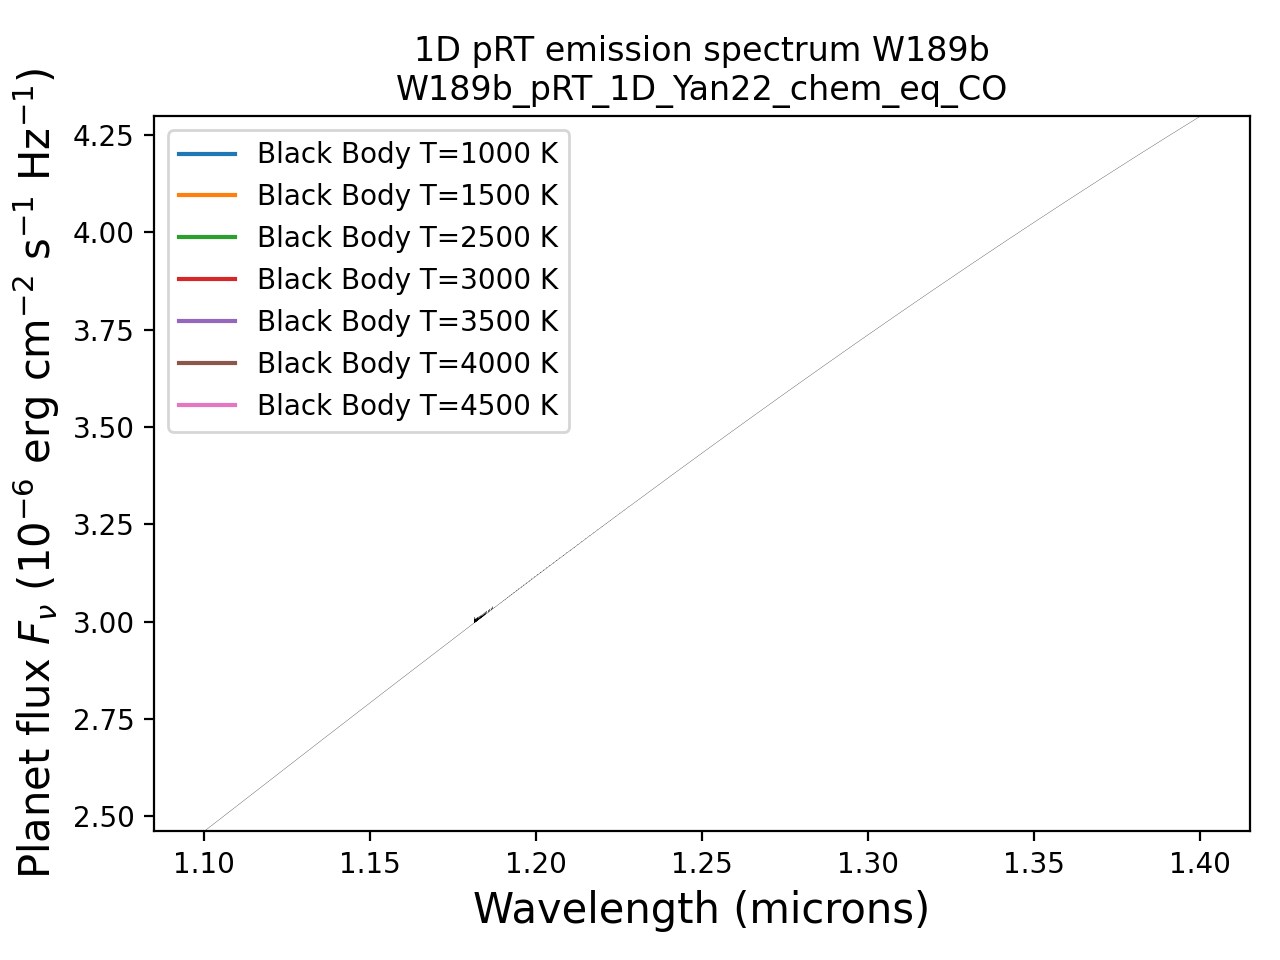 1D pRT emission spectrum W189b
W189b_pRT_1D_Yan22_chem_eq_CO
Planet flux $F_\nu$ (10⁻⁶ erg cm⁻² s⁻¹ Hz⁻¹)
4.25
4.00
3.75
3.50
3.25
3.00
2.75
2.50
Black Body T=1000 K
Black Body T=1500 K
Black Body T=2500 K
Black Body T=3000 K
Black Body T=3500 K
Black Body T=4000 K
Black Body T=4500 K
1.10 1.15 1.20 1.25 1.30 1.35 1.40
Wavelength (microns)